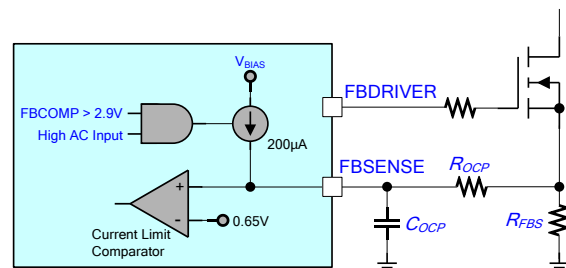 V_BIAS
FBDRIVER
FBCOMP > 2.9V
High AC Input
200µA
FBSENSE
R_OCP
+
-
0.65V
C_OCP
R_FBS
Current Limit
Comparator